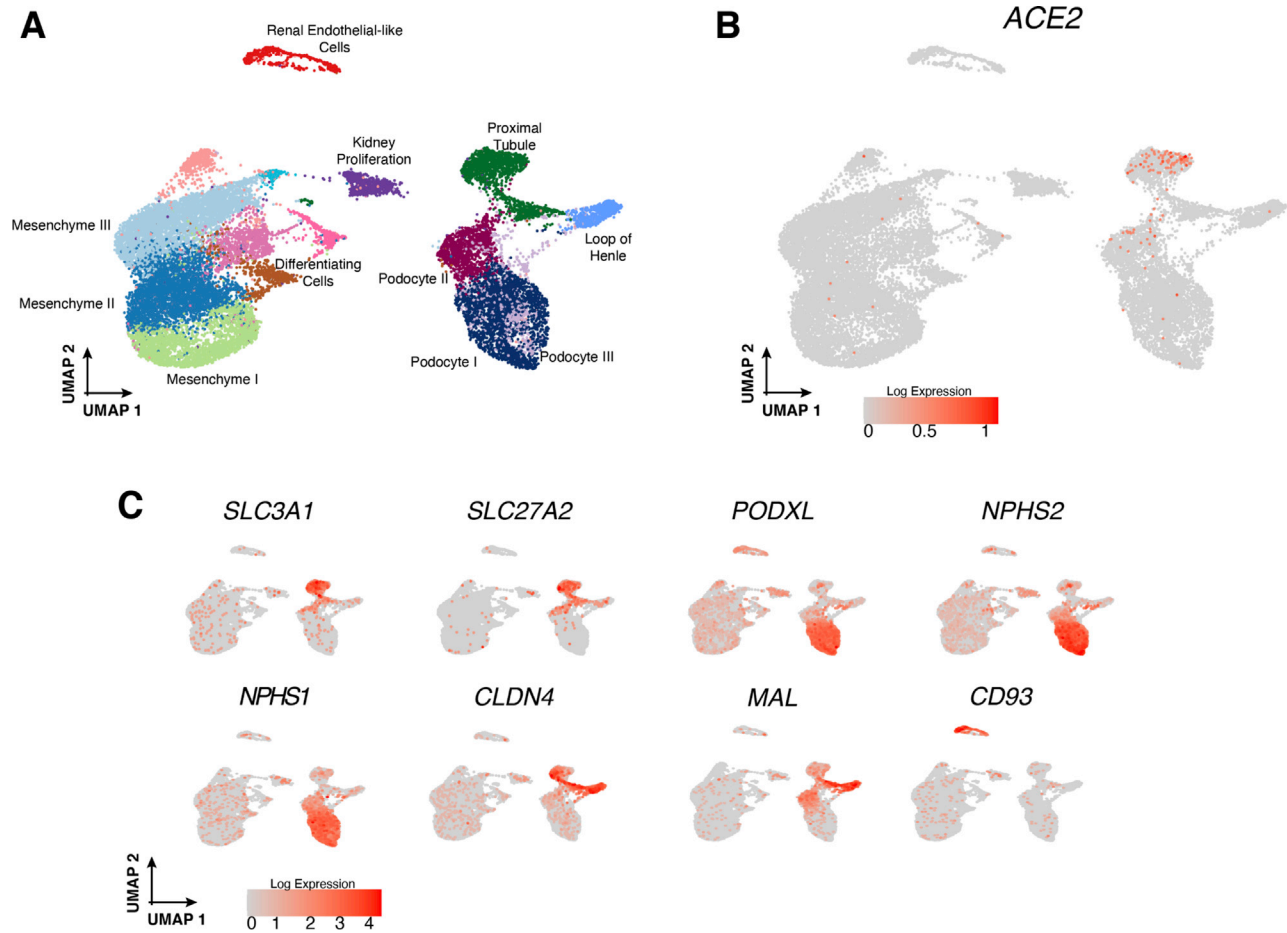 A
Renal Endothelial-like
Cells
Kidney
Proliferation
Proximal
Tubule
Mesenchyme III
Loop of
Henle
Differentiating
Cells
Podocyte II
Mesenchyme II
Podocyte I
Podocyte III
Mesenchyme I
UMAP 2
UMAP 1
B
ACE2
UMAP 2
UMAP 1
Log Expression
0 0.5 1
C
SLC3A1 SLC27A2 PODXL NPHS2
NPHS1 CLDN4 MAL CD93
UMAP 2
UMAP 1
Log Expression
0 1 2 3 4